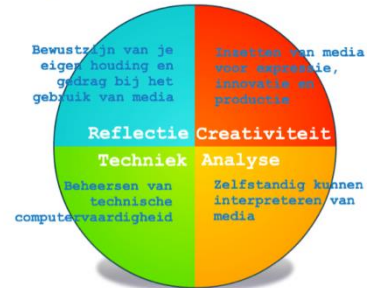 Bewustzijn van je
eigen houding en
gedrag bij het
gebruik van media
Inzetten van media
voor expressie,
innovatie en
productie
Reflectie
Creativiteit
Techniek
Analyse
Beheersen van
technische
computervaardigheid
Zelfstandig kunnen
interpreteren van
media